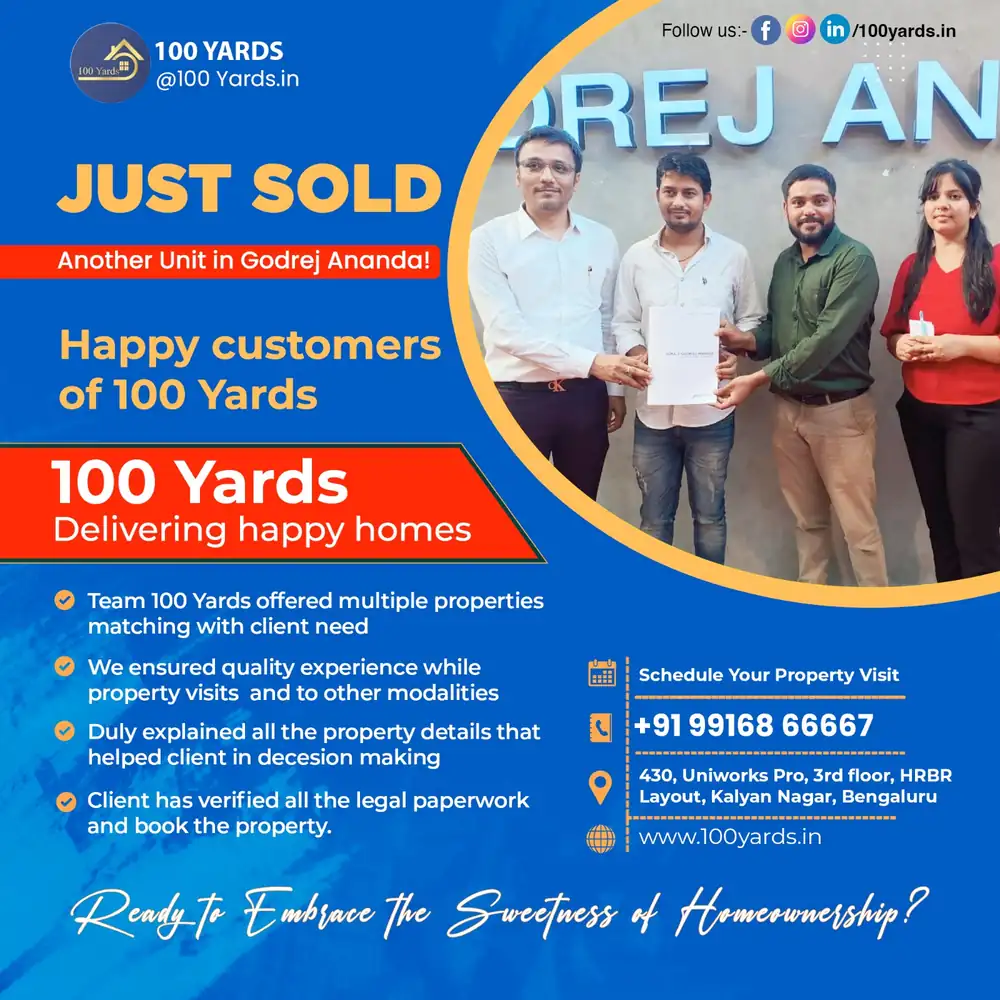 100 Yards
100 YARDS
@100 Yards.in
Follow us:- /100yards.in
DREJ AN
JUST SOLD
Another Unit in Godrej Ananda!
Happy customers
of 100 Yards
100 Yards
Delivering happy homes
Team 100 Yards offered multiple properties
matching with client need
We ensured quality experience while
property visits and to other modalities
Duly explained all the property details that
helped client in decesion making
Client has verified all the legal paperwork
and book the property.
Schedule Your Property Visit
+91 99168 66667
430, Uniworks Pro, 3rd floor, HRBR
Layout, Kalyan Nagar, Bengaluru
www.100yards.in
Ready to Embrace the Sweetness of Homeownership?